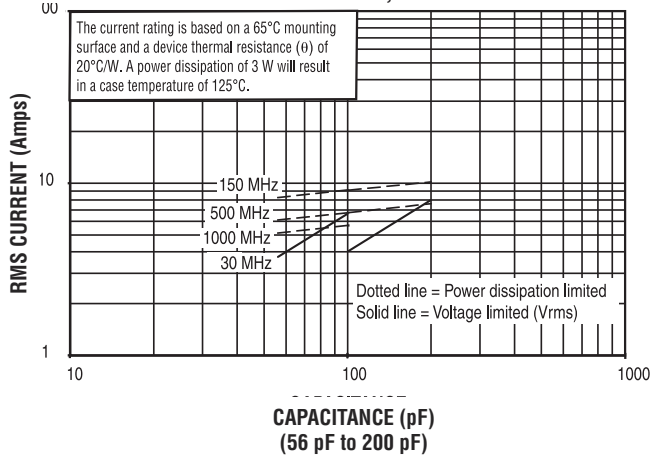 00
The current rating is based on a 65°C mounting
surface and a device thermal resistance (θ) of
20°C/W. A power dissipation of 3 W will result
in a case temperature of 125°C.
RMS CURRENT (Amps)
10
150 MHz
500 MHz
1000 MHz
30 MHz
Dotted line = Power dissipation limited
Solid line = Voltage limited (Vrms)
1
10
100
1000
CAPACITANCE (pF)
(56 pF to 200 pF)